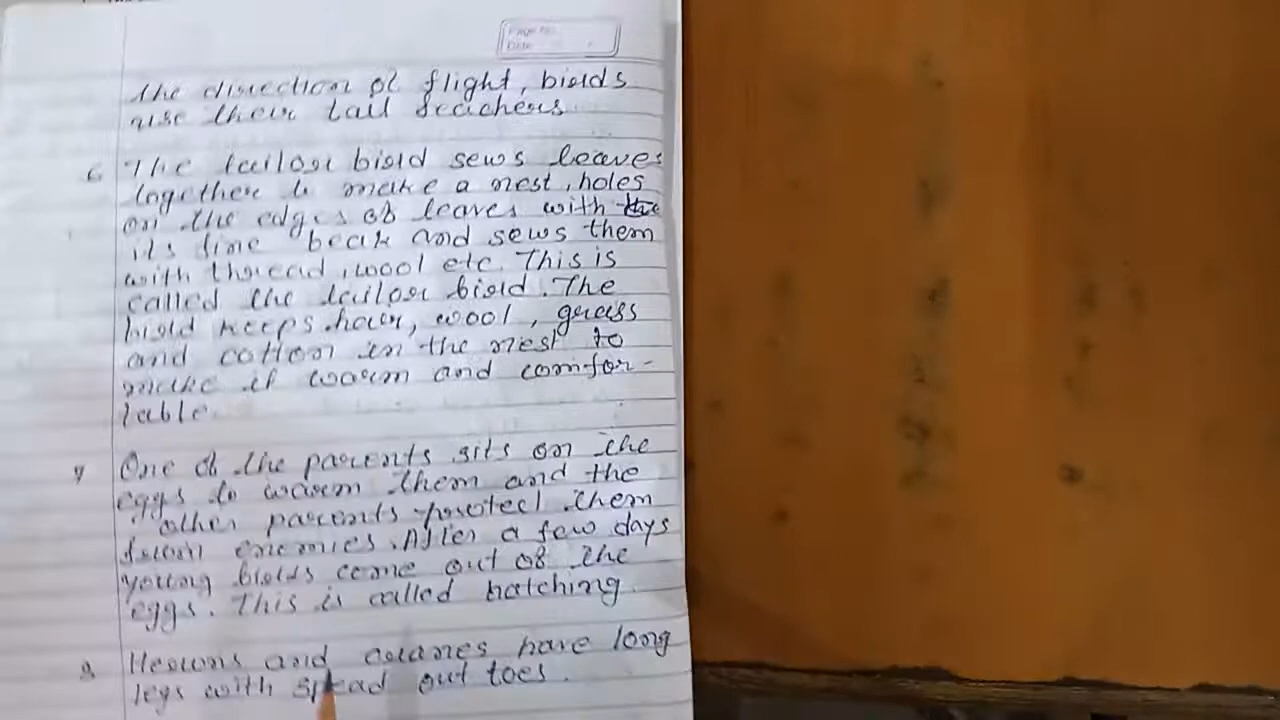 Page No.
Date
the direction of flight, birds
use their tail feathers
6 The tailor bird sews leaves
together to make a nest, holes
on the edges of leaves with the
its fine beak and sews them
with thread, wool etc. This is
called the tailor bird. The
bird keeps hair, wool, grass
and cotton in the nest to
make it warm and comfor-
table.
7 One of the parents sits on the
eggs to warm them and the
other parents protect them
from enemies. After a few days
young birds come out of the
eggs. This is called hatching.
8 Herons and cranes have long
legs with spead out toes.